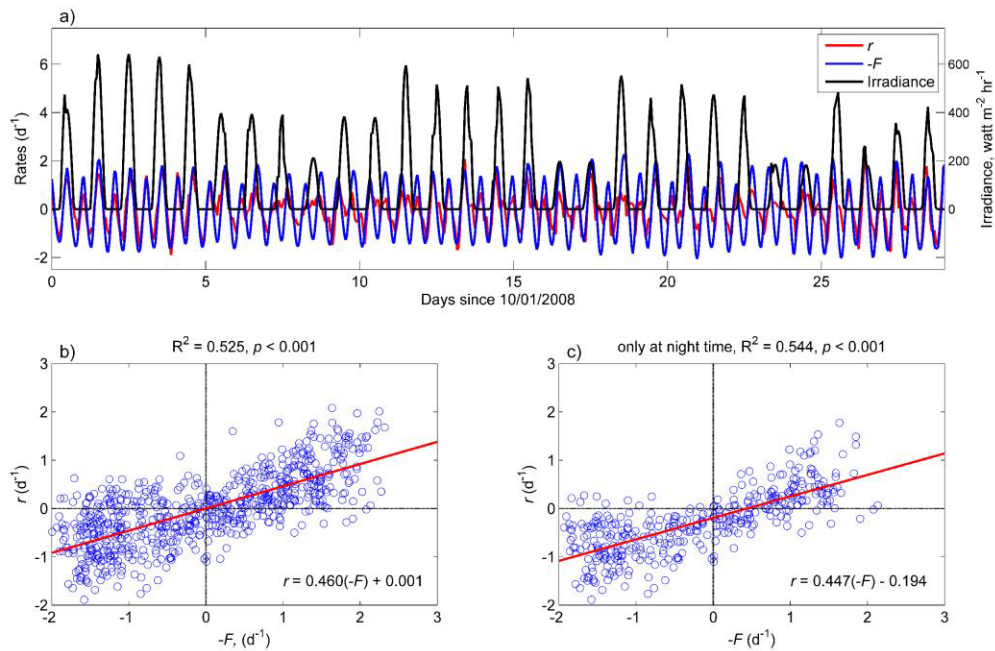 a)
r
-F
Irradiance
6
4
2
0
-2
Rates (d⁻¹)
600
400
200
0
Irradiance, watt m⁻² hr⁻¹
0 5 10 15 20 25
Days since 10/01/2008
b)
R² = 0.525, p < 0.001
3
2
1
0
-1
-2
r (d⁻¹)
r = 0.460(-F) + 0.001
-2 -1 0 1 2 3
-F, (d⁻¹)
c)
only at night time, R² = 0.544, p < 0.001
3
2
1
0
-1
-2
r (d⁻¹)
r = 0.447(-F) - 0.194
-2 -1 0 1 2 3
-F (d⁻¹)